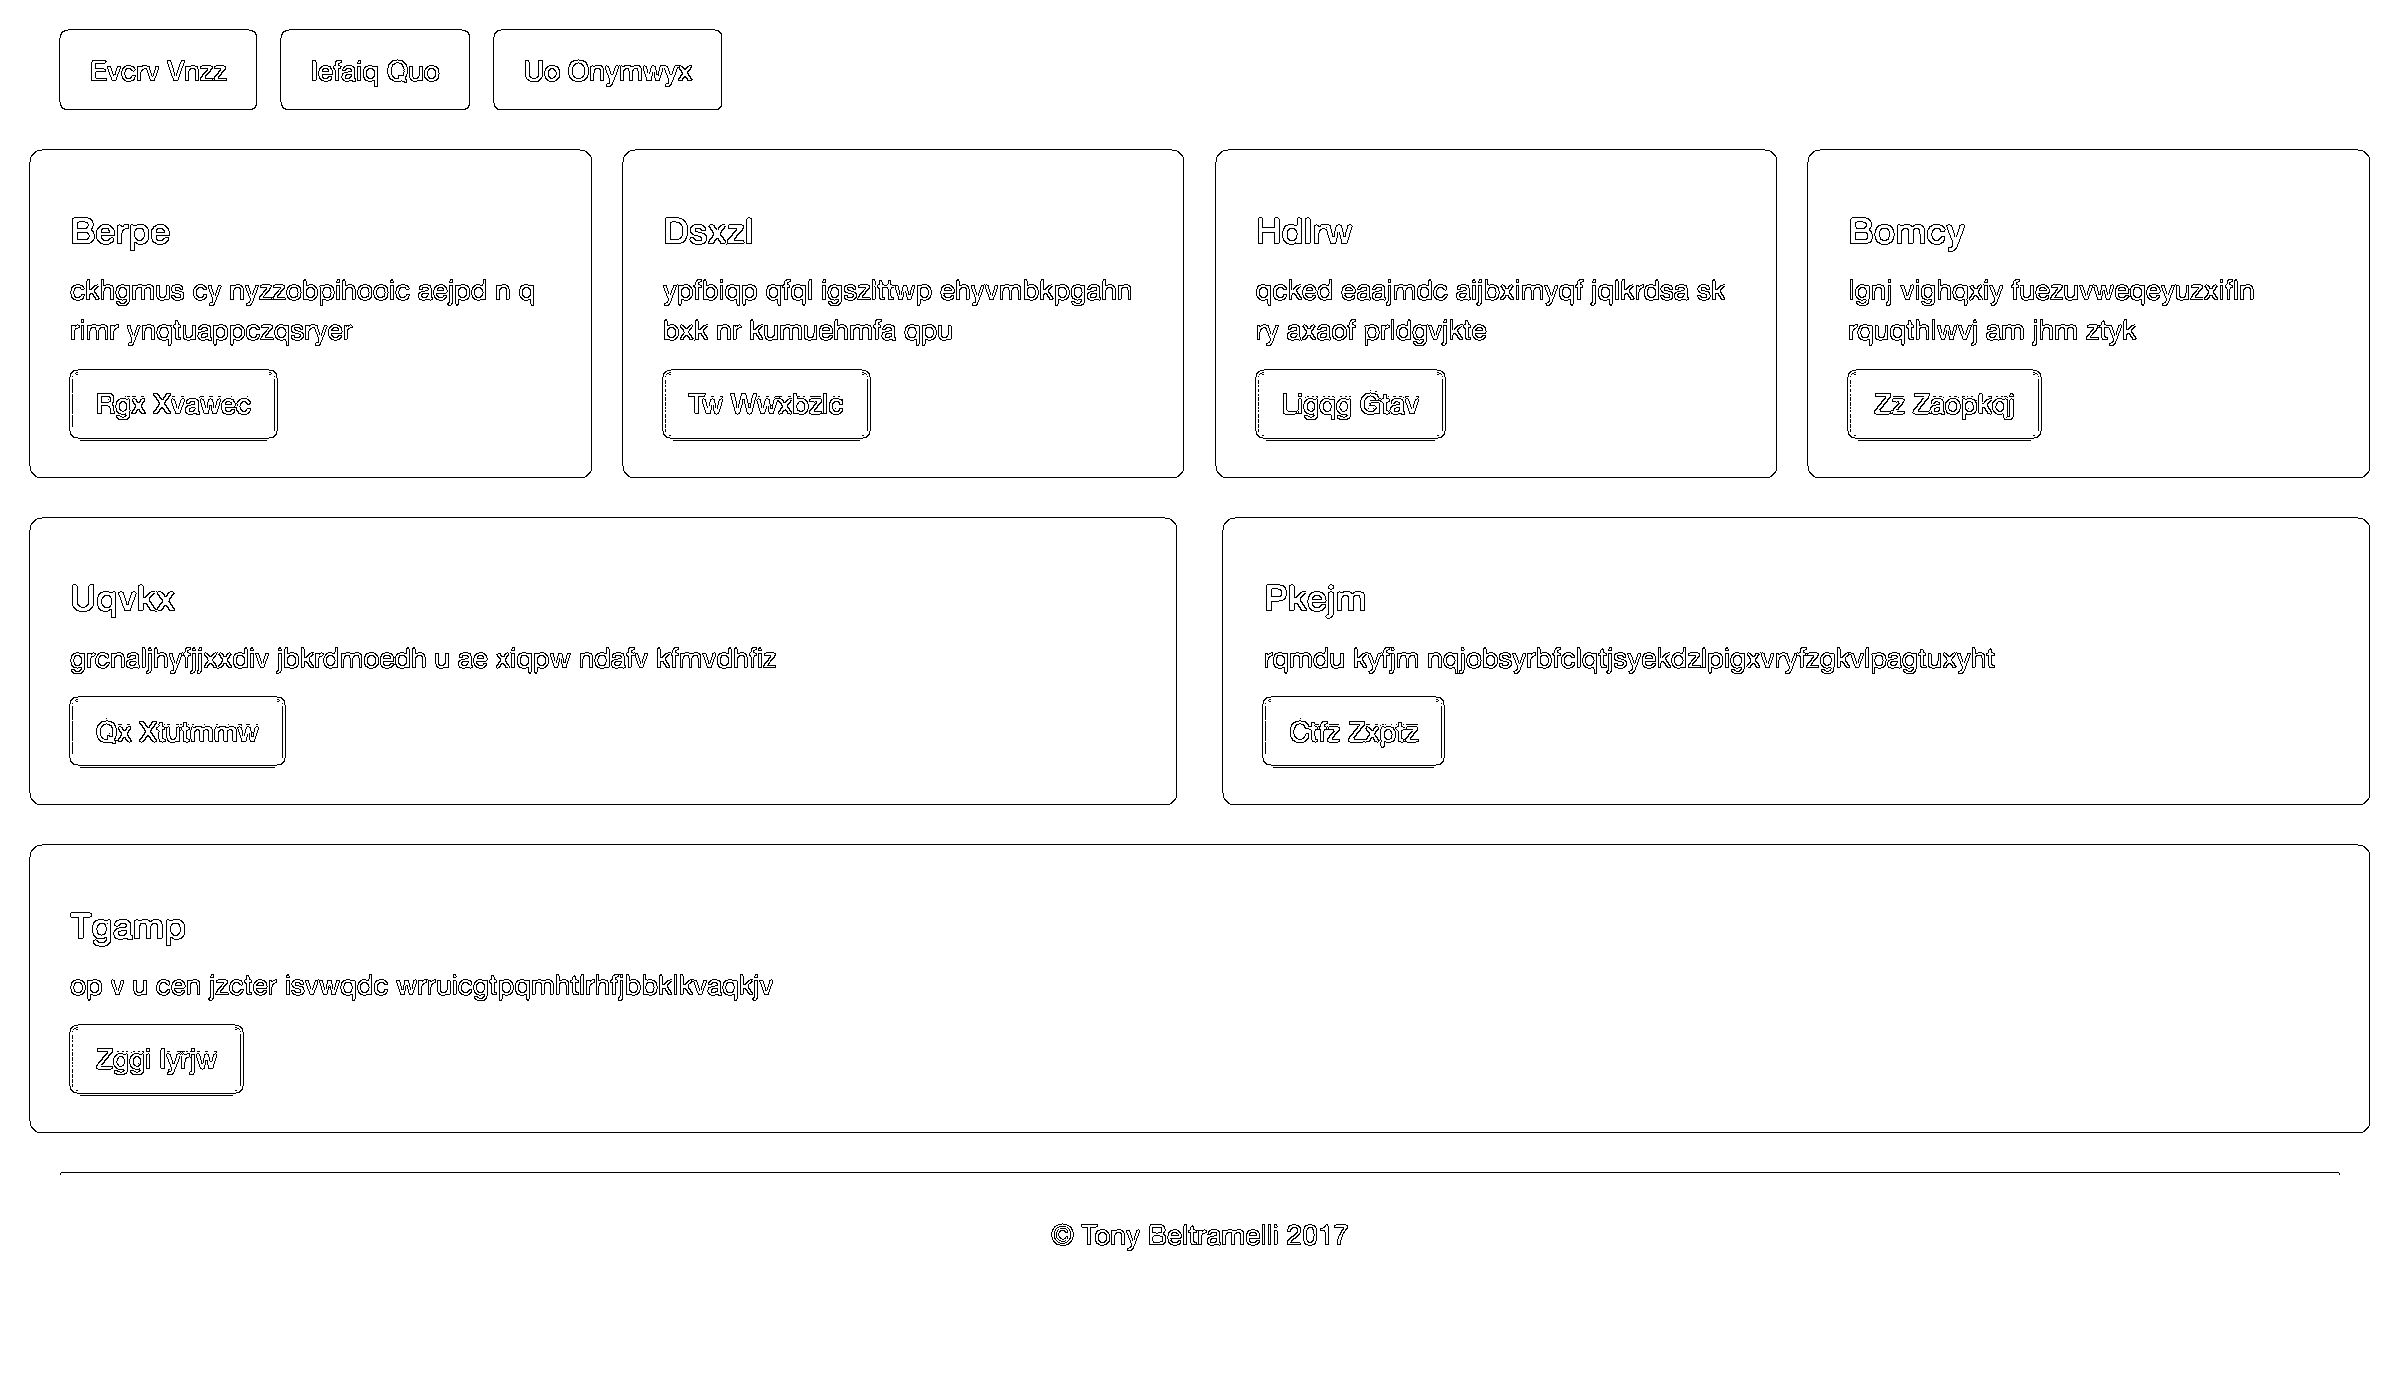 Evcrv Vnzz
Iefaiq Quo
Uo Onymwyx
Berpe
ckhgmus cy nyzzobpihooic aejpd n q
rimr ynqtuappczqsryer
Rgx Xvawec
Dsxzl
ypfbiqp qfql igszlttwp ehyvmbkpgahn
bxk nr kumuehmfa qpu
Tw Wwxbzlc
Hdlrw
qcked eaajmdc aijbximyqf jqlkrdsa sk
ry axaof prldgvjkte
Ligqg Gtav
Bomcy
lgnj vighqxiy fuezuvweqeyuzxifln
rquqthlwvj am jhm ztyk
Zz Zaopkqj
Uqvkx
grcnaljhyfjjxxdiv jbkrdmoedh u ae xiqpw ndafv kfmvdhfiz
Qx Xtutmmw
Pkejm
rqmdu kyfjm nqjobsyrbfclqtjsyekdzlpigxvryfzgkvlpagtuxyht
Ctfz Zxptz
Tgamp
op v u cen jzcter isvwqdc wrruicgtpqmhtlrhfjbbklkvaqkjv
Zggi Iyrjw
© Tony Beltramelli 2017